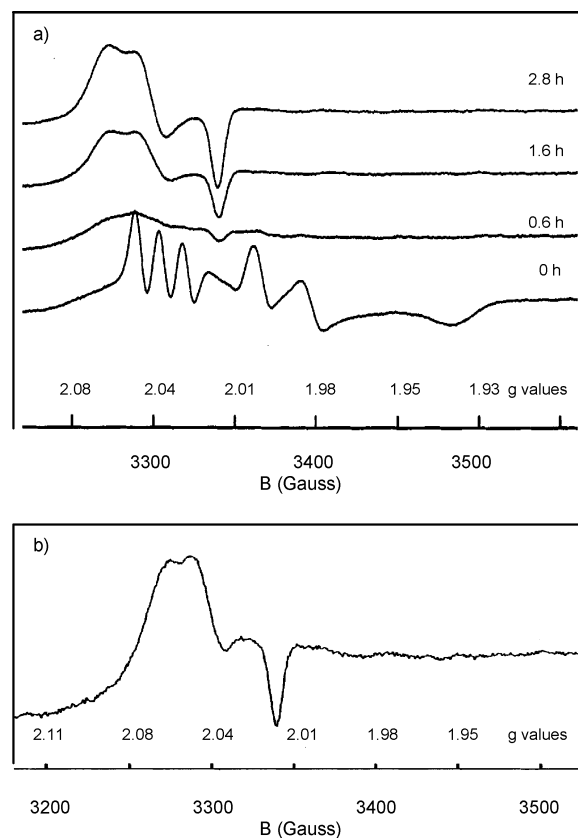 a)
2.8 h
1.6 h
0.6 h
0 h
2.08 2.04 2.01 1.98 1.95 1.93 g values
3300 3400 3500
B (Gauss)
b)
2.11 2.08 2.04 2.01 1.98 1.95 g values
3200 3300 3400 3500
B (Gauss)